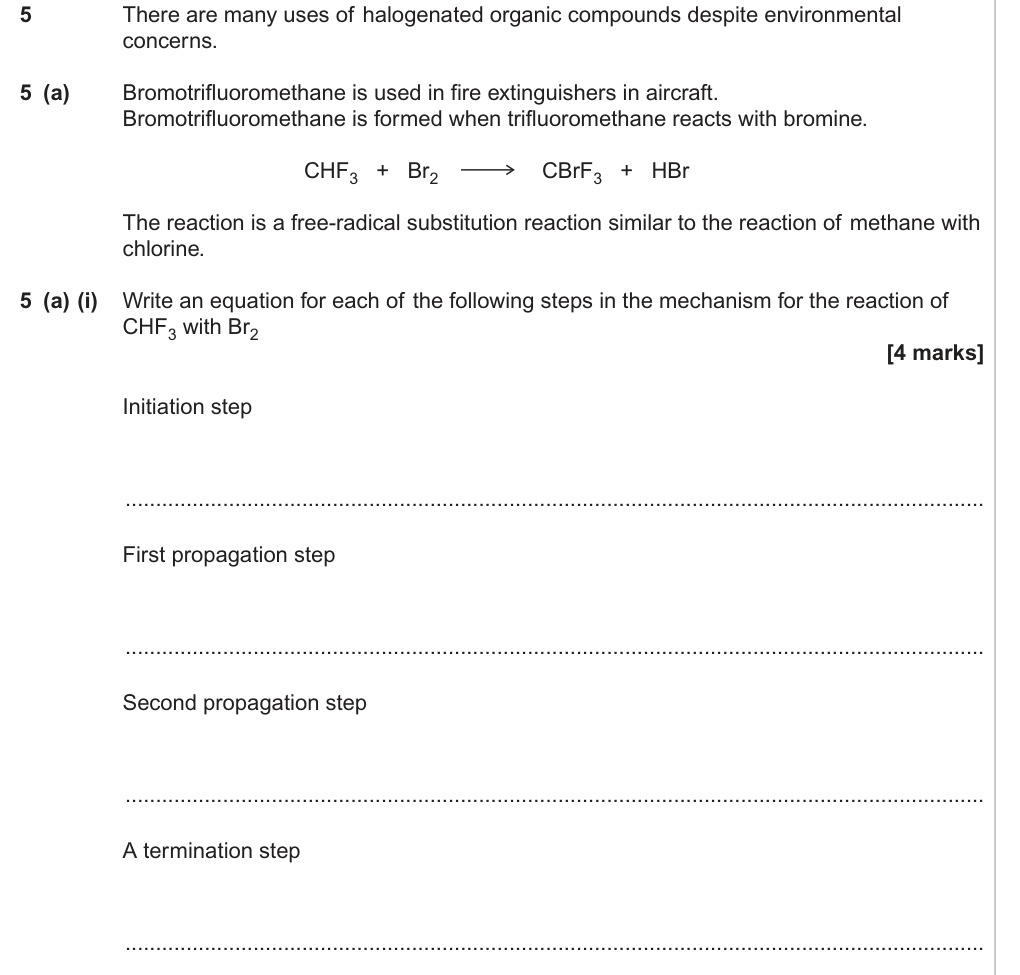 5 There are many uses of halogenated organic compounds despite environmental
concerns.
5 (a) Bromotrifluoromethane is used in fire extinguishers in aircraft.
Bromotrifluoromethane is formed when trifluoromethane reacts with bromine.
CHF₃ + Br₂ ⟶ CBrF₃ + HBr
The reaction is a free-radical substitution reaction similar to the reaction of methane with
chlorine.
5 (a) (i) Write an equation for each of the following steps in the mechanism for the reaction of
CHF₃ with Br₂
[4 marks]
Initiation step
First propagation step
Second propagation step
A termination step